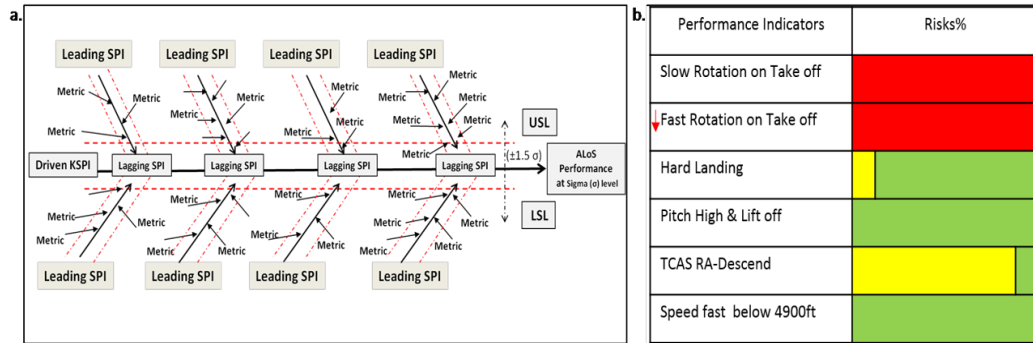 a.
Leading SPI Leading SPI Leading SPI Leading SPI
Metric Metric Metric Metric
Metric Metric Metric Metric
Metric Metric Metric Metric
Metric
USL
Driven KSPI Lagging SPI Lagging SPI Lagging SPI Lagging SPI (±1.5 σ) ALoS
Performance
at Sigma (σ) level
LSL
Metric Metric Metric Metric
Metric Metric Metric Metric
Metric Metric Metric Metric
Leading SPI Leading SPI Leading SPI Leading SPI
b.
Performance Indicators Risks%
Slow Rotation on Take off
Fast Rotation on Take off
Hard Landing
Pitch High & Lift off
TCAS RA-Descend
Speed fast below 4900ft